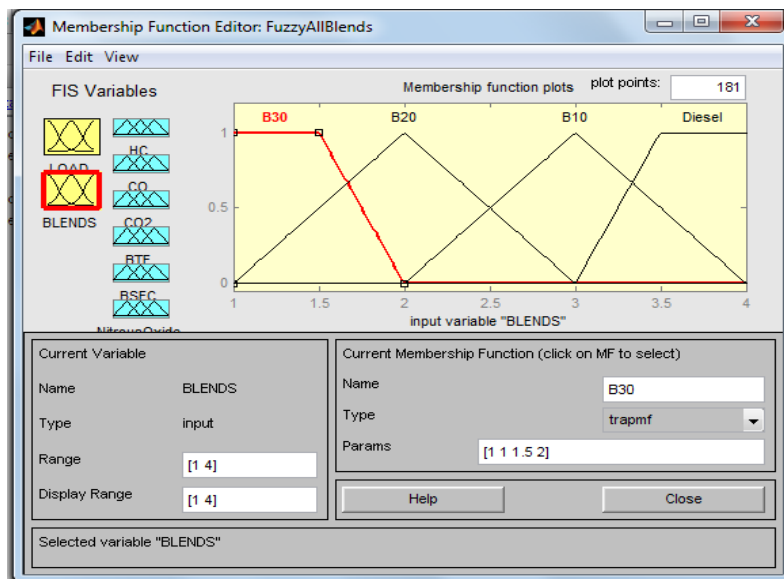 Membership Function Editor: FuzzyAllBlends
File Edit View
FIS Variables
Membership function plots plot points: 181
LOAD
BLENDS
HC
CO
CO2
BTE
BSEC
NitrousOxide
B30 B20 B10 Diesel
1
0.5
0
1 1.5 2 2.5 3 3.5 4
input variable "BLENDS"
Current Variable
Name BLENDS
Type input
Range [1 4]
Display Range [1 4]
Current Membership Function (click on MF to select)
Name B30
Type trapmf
Params [1 1 1.5 2]
Help Close
Selected variable "BLENDS"